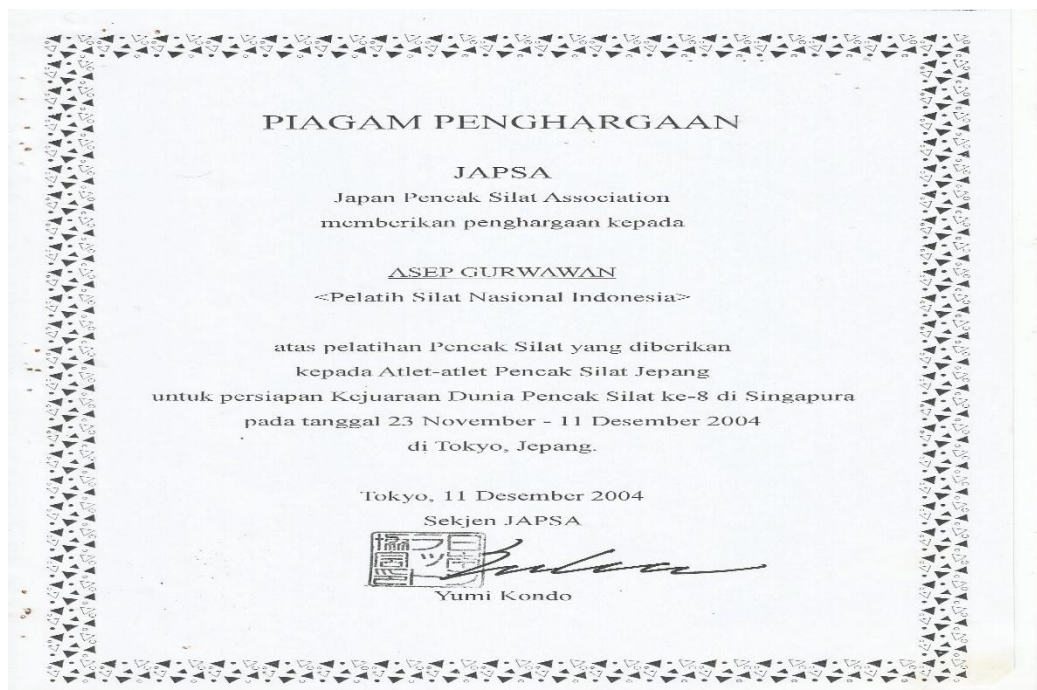 PIAGAM PENGHARGAAN
JAPSA
Japan Pencak Silat Association
memberikan penghargaan kepada
ASEP GURWAWAN
<Pelatih Silat Nasional Indonesia>
atas pelatihan Pencak Silat yang diberikan
kepada Atlet-atlet Pencak Silat Jepang
untuk persiapan Kejuaraan Dunia Pencak Silat ke-8 di Singapura
pada tanggal 23 November - 11 Desember 2004
di Tokyo, Jepang.
Tokyo, 11 Desember 2004
Sekjen JAPSA
Yumi Kondo